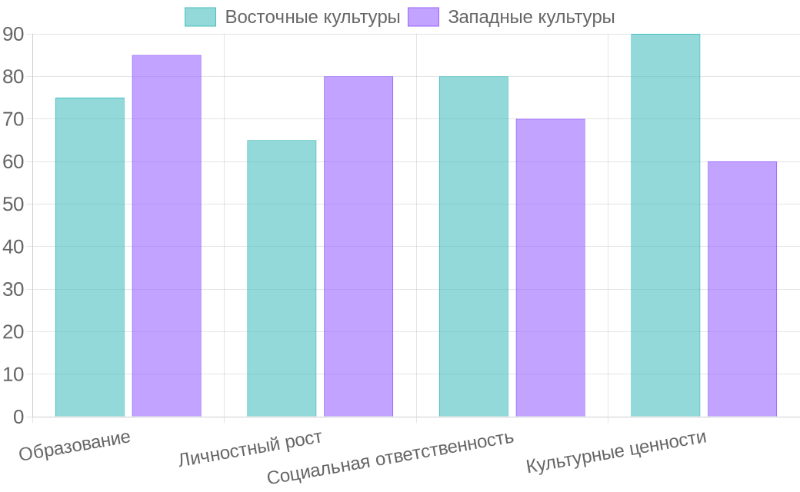 Восточные культуры Западные культуры
90
80
70
60
50
40
30
20
10
0
Образование
Личностный рост
Социальная ответственность
Культурные ценности